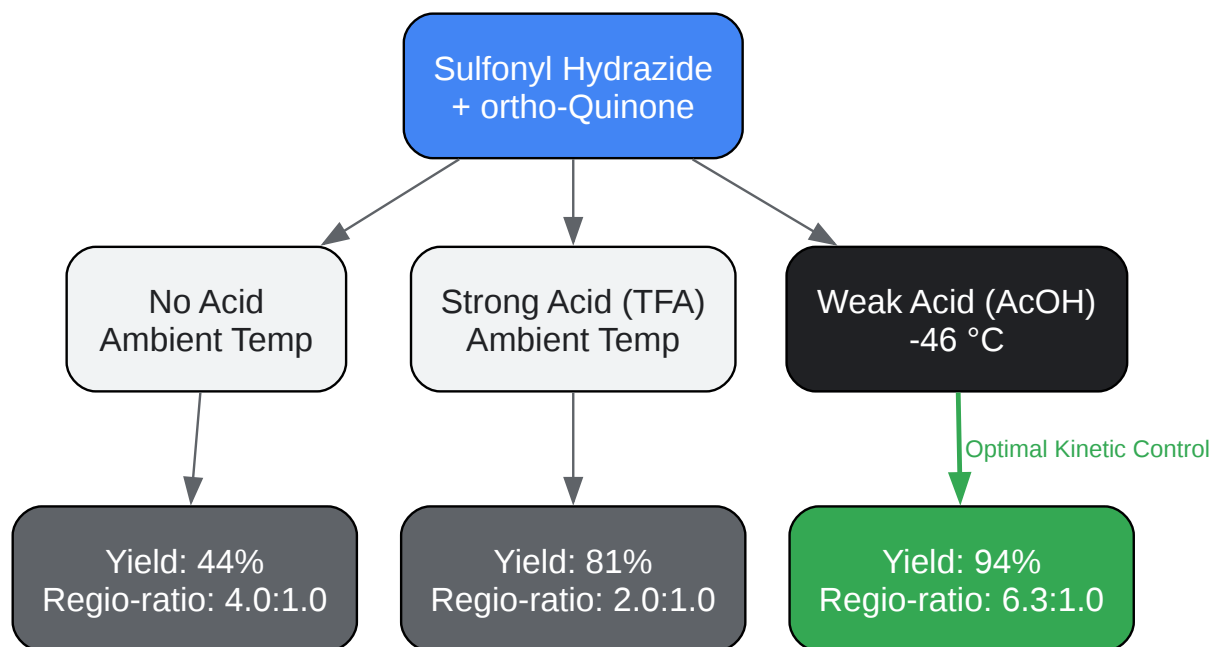 Sulfonyl Hydrazide
+ ortho-Quinone
No Acid
Ambient Temp
Strong Acid (TFA)
Ambient Temp
Weak Acid (AcOH)
-46 °C
Optimal Kinetic Control
Yield: 44%
Regio-ratio: 4.0:1.0
Yield: 81%
Regio-ratio: 2.0:1.0
Yield: 94%
Regio-ratio: 6.3:1.0